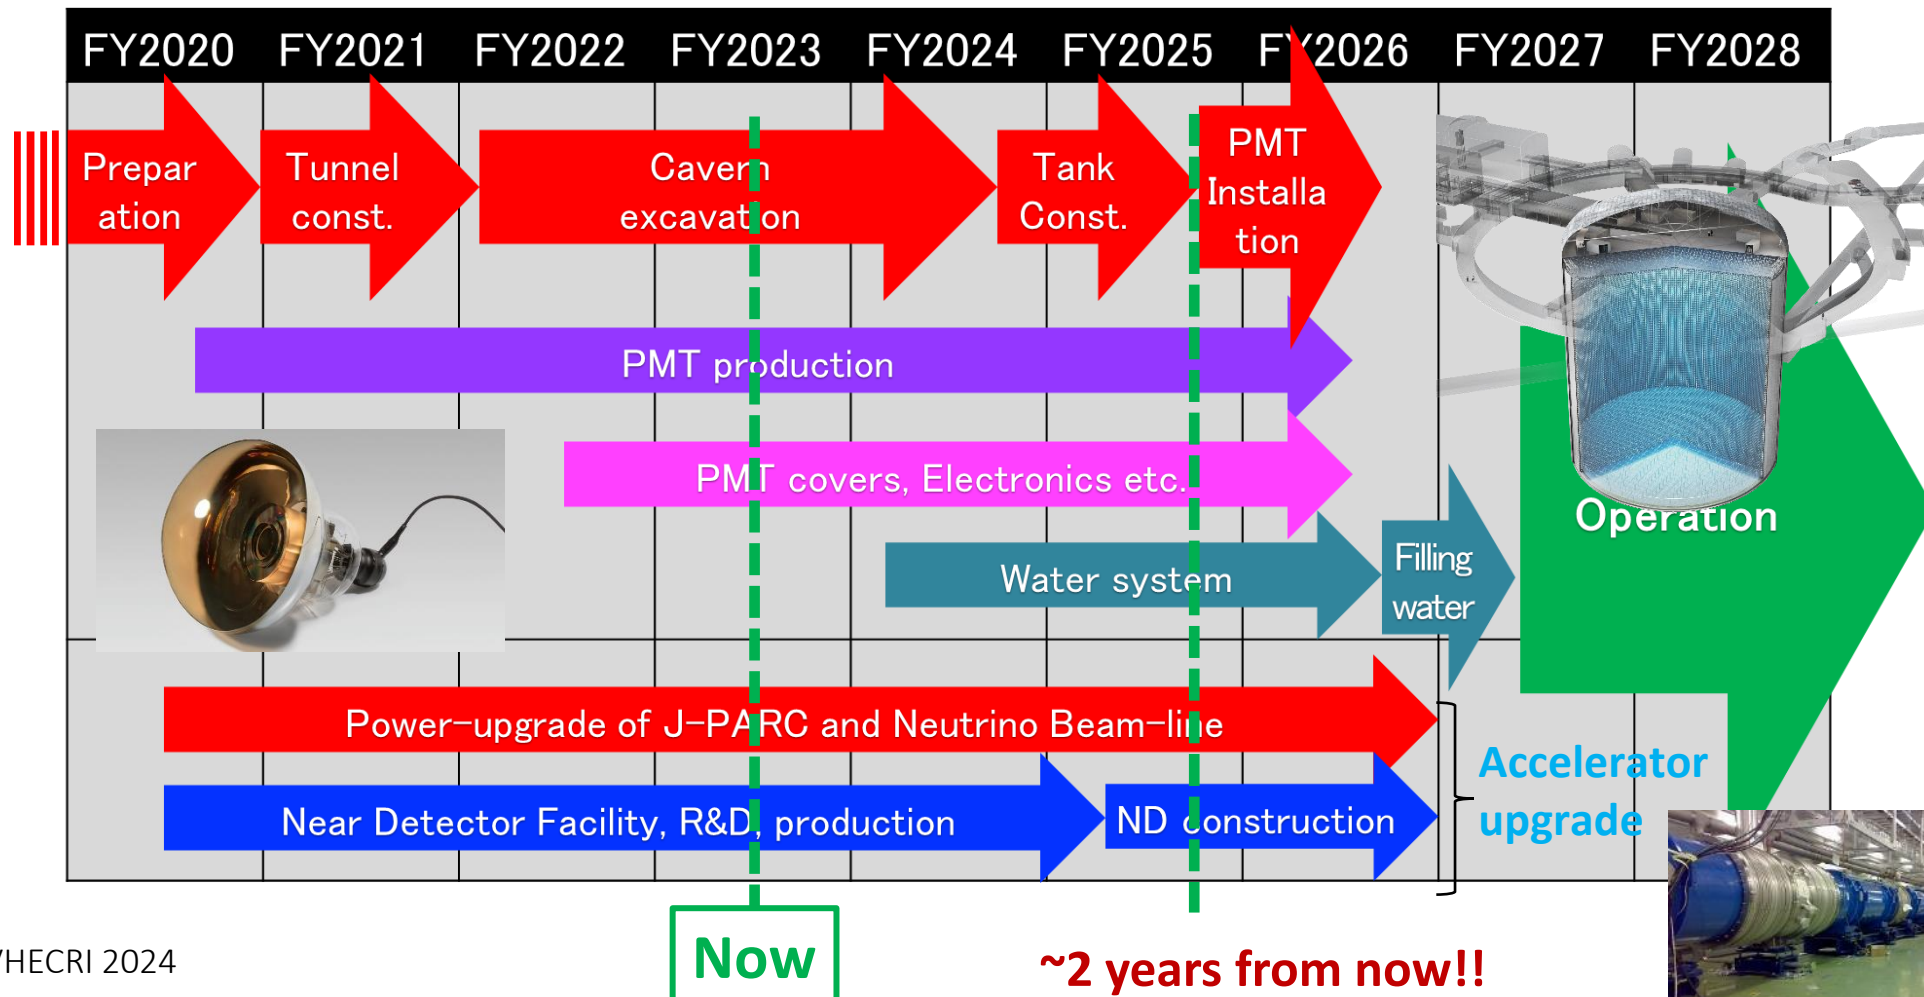 FY2020 FY2021 FY2022 FY2023 FY2024 FY2025 FY2026 FY2027 FY2028
Prepar
ation
Tunnel
const.
Cavern
excavation
Tank
Const.
PMT
Installa
tion
PMT production
PMT covers, Electronics etc.
Water system
Filling
water
Operation
Power-upgrade of J-PARC and Neutrino Beam-line
Near Detector Facility, R&D, production
ND construction
Accelerator
upgrade
Now
~2 years from now!!
/HECRI 2024